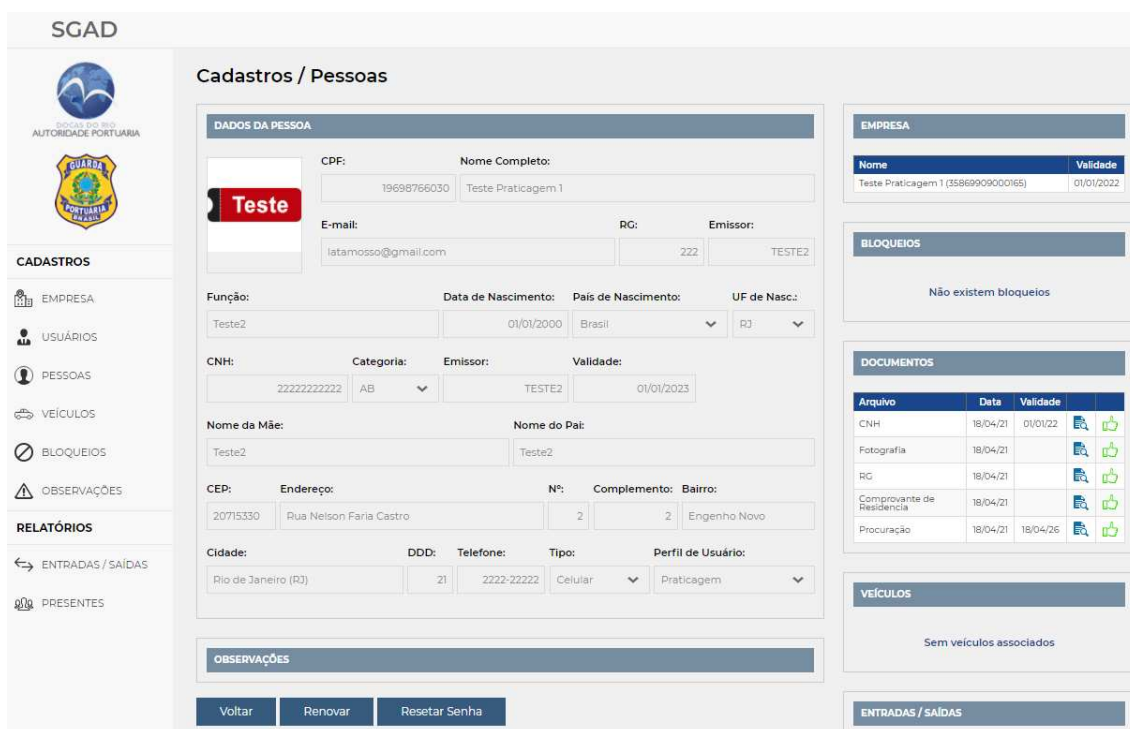 SGAD
DOCAS DO RIO
AUTORIDADE PORTUARIA
GUARDA
PORTUARIA
BRASIL
CADASTROS
EMPRESA
USUÁRIOS
PESSOAS
VEÍCULOS
BLOQUEIOS
OBSERVAÇÕES
RELATÓRIOS
ENTRADAS / SAÍDAS
PRESENTES
Cadastros / Pessoas
DADOS DA PESSOA
Teste
CPF: Nome Completo:
19698766030 Teste Praticagem 1
E-mail: RG: Emissor:
latamosso@gmail.com 222 TESTE2
Função: Data de Nascimento: País de Nascimento: UF de Nasc.:
Teste2 01/01/2000 Brasil RJ
CNH: Categoria: Emissor: Validade:
22222222222 AB TESTE2 01/01/2023
Nome da Mãe: Nome do Pai:
Teste2 Teste2
CEP: Endereço: Nº: Complemento: Bairro:
20715330 Rua Nelson Faria Castro 2 2 Engenho Novo
Cidade: DDD: Telefone: Tipo: Perfil de Usuário:
Rio de Janeiro (RJ) 21 2222-22222 Celular Praticagem
OBSERVAÇÕES
Voltar Renovar Resetar Senha
EMPRESA
Nome Validade
Teste Praticagem 1 (35869909000165) 01/01/2022
BLOQUEIOS
Não existem bloqueios
DOCUMENTOS
Arquivo Data Validade
CNH 18/04/21 01/01/22
Fotografia 18/04/21
RG 18/04/21
Comprovante de
Residencia 18/04/21
Procuração 18/04/21 18/04/26
VEÍCULOS
Sem veículos associados
ENTRADAS / SAÍDAS